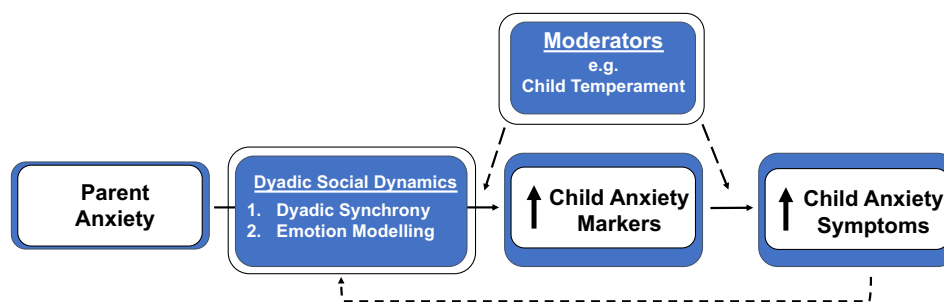 Moderators
e.g.
Child Temperament
Parent
Anxiety
Dyadic Social Dynamics
1. Dyadic Synchrony
2. Emotion Modelling
Child Anxiety
Markers
Child Anxiety
Symptoms